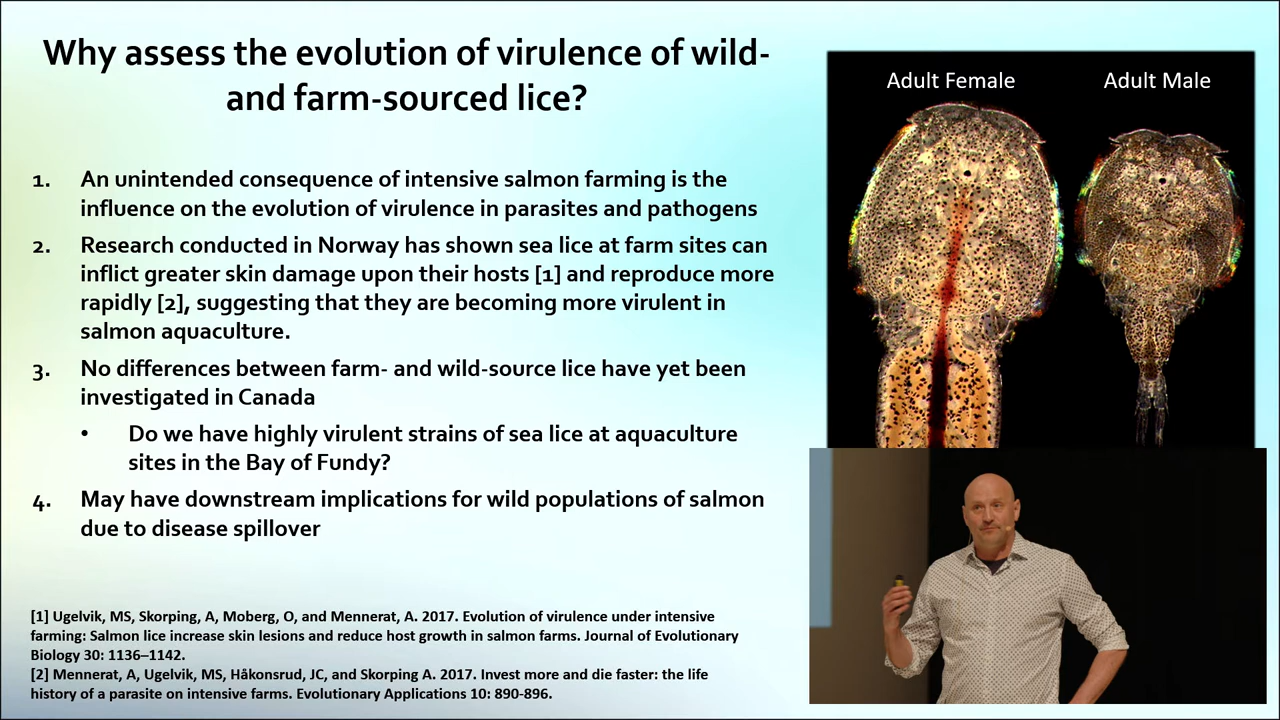 Why assess the evolution of virulence of wild-
and farm-sourced lice?
1. An unintended consequence of intensive salmon farming is the
influence on the evolution of virulence in parasites and pathogens
2. Research conducted in Norway has shown sea lice at farm sites can
inflict greater skin damage upon their hosts [1] and reproduce more
rapidly [2], suggesting that they are becoming more virulent in
salmon aquaculture.
3. No differences between farm- and wild-source lice have yet been
investigated in Canada
• Do we have highly virulent strains of sea lice at aquaculture
sites in the Bay of Fundy?
4. May have downstream implications for wild populations of salmon
due to disease spillover
[1] Ugelvik, MS, Skorping, A, Moberg, O, and Mennerat, A. 2017. Evolution of virulence under intensive
farming: Salmon lice increase skin lesions and reduce host growth in salmon farms. Journal of Evolutionary
Biology 30: 1136–1142.
[2] Mennerat, A, Ugelvik, MS, Håkonsrud, JC, and Skorping A. 2017. Invest more and die faster: the life
history of a parasite on intensive farms. Evolutionary Applications 10: 890-896.
Adult Female
Adult Male